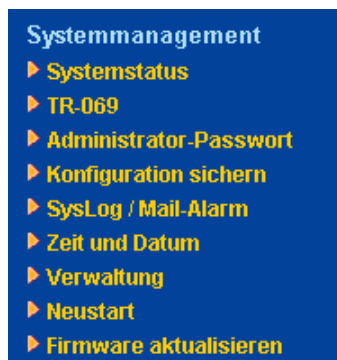 Systemmanagement
Systemstatus
TR-069
Administrator-Passwort
Konfiguration sichern
SysLog / Mail-Alarm
Zeit und Datum
Verwaltung
Neustart
Firmware aktualisieren